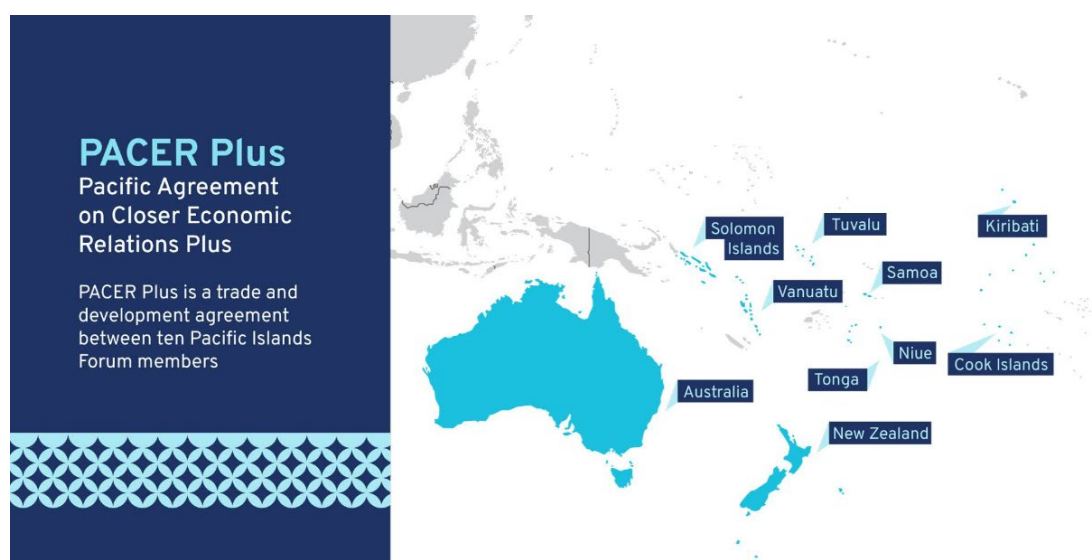 PACER Plus
Pacific Agreement
on Closer Economic
Relations Plus
PACER Plus is a trade and
development agreement
between ten Pacific Islands
Forum members
Solomon
Islands
Tuvalu
Kiribati
Vanuatu
Samoa
Niue
Cook Islands
Tonga
Australia
New Zealand